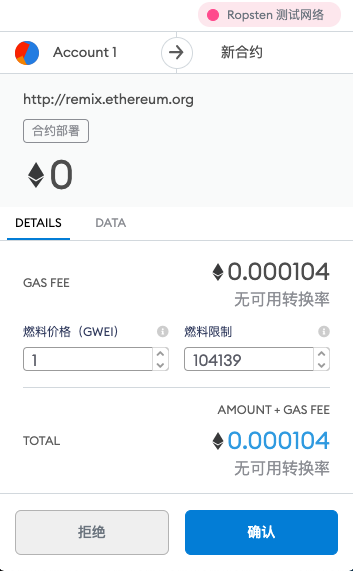 Ropsten 测试网络
Account 1
新合约
http://remix.ethereum.org
合约部署
0
DETAILS
DATA
GAS FEE
0.000104
无可用转换率
燃料价格（GWEI）
燃料限制
1
104139
AMOUNT + GAS FEE
TOTAL
0.000104
无可用转换率
拒绝
确认